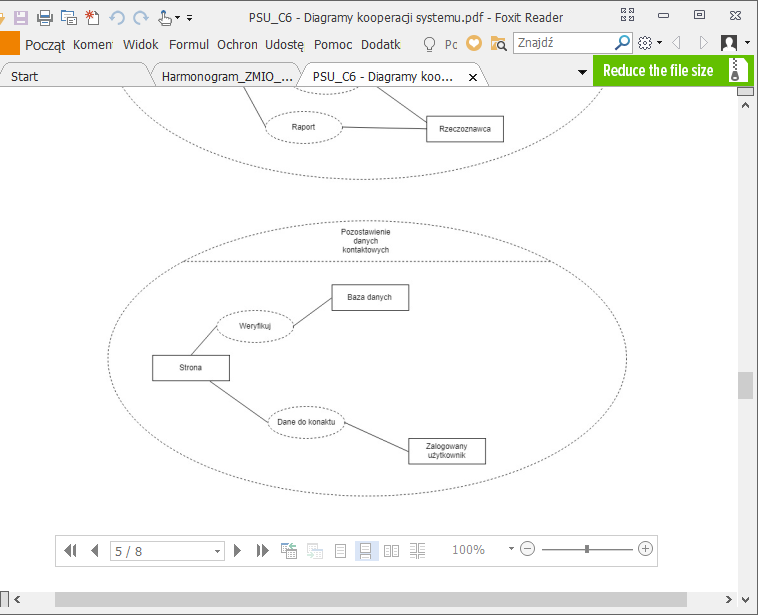 PSU_C6 - Diagramy kooperacji systemu.pdf - Foxit Reader
Począt Komen Widok Formul Ochron Udostę Pomoc Dodatk Pc Znajdź
Start Harmonogram_ZMIO_... PSU_C6 - Diagramy koo... Reduce the file size
Raport
Rzeczoznawca
Pozostawienie
danych
kontaktowych
Baza danych
Weryfikuj
Strona
Dane do konaktu
Zalogowany
użytkownik
5 / 8 100%